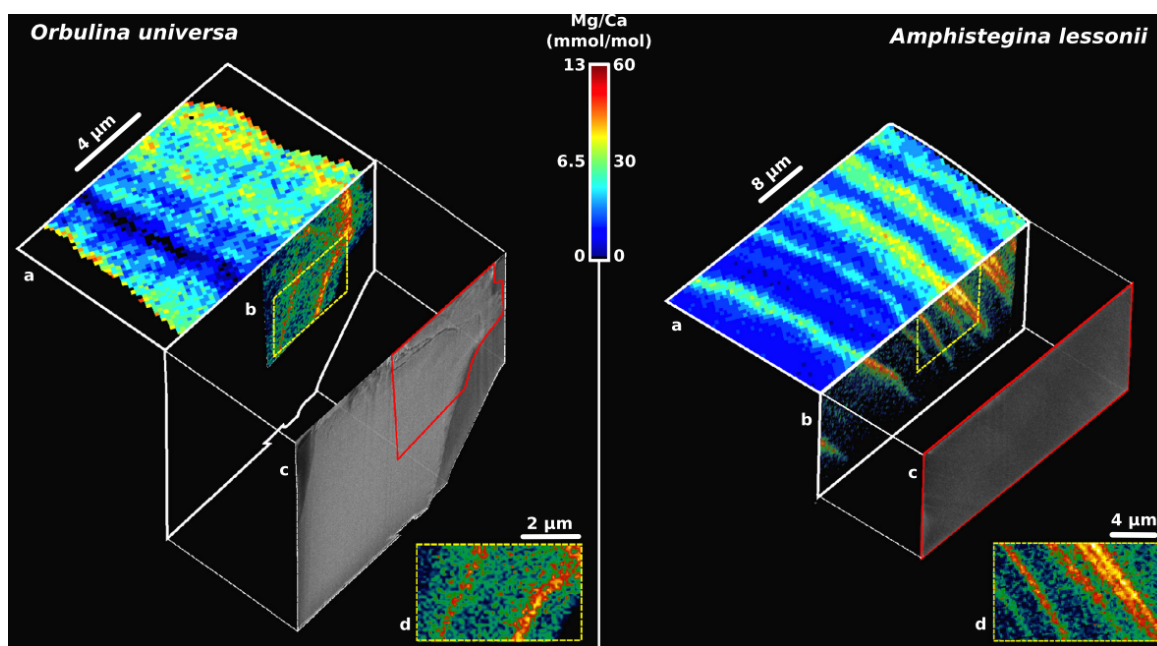 Orbulina universa
Mg/Ca
(mmol/mol)
Amphistegina lessonii
13 60
6.5 30
0 0
4 µm
a
b
c
2 µm
d
8 µm
a
b
c
4 µm
d